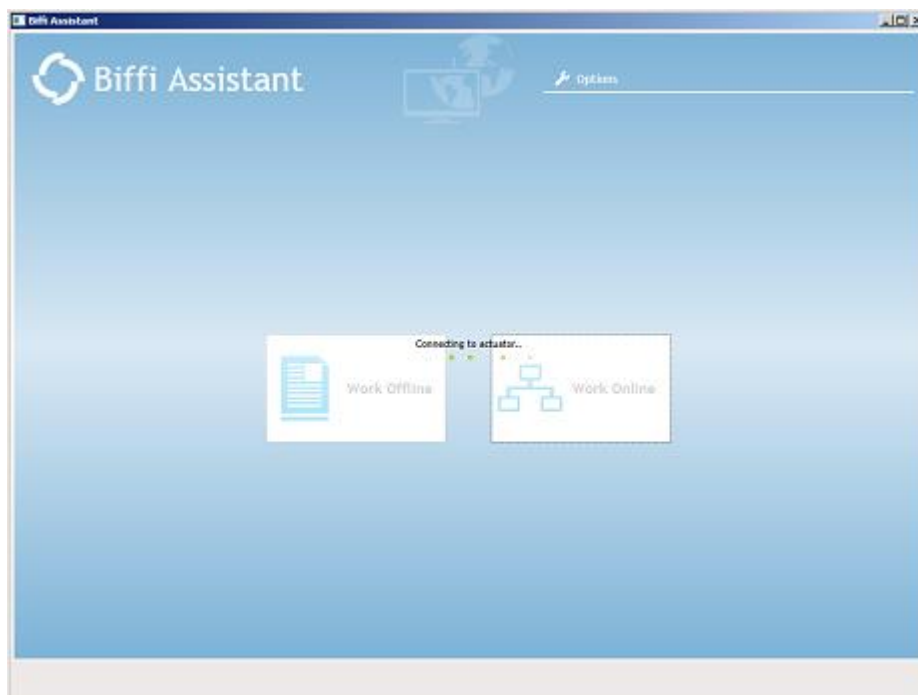 Biffi Assistant
Biffi Assistant
Options
Connecting to actuator...
Work Offline
Work Online